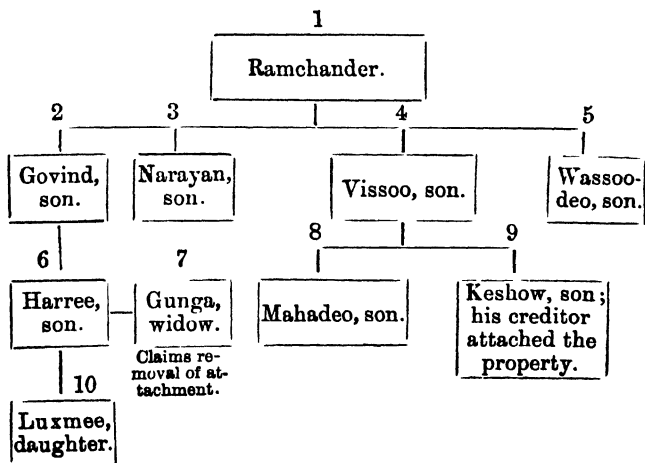 1
Ramchander.
2
3
4
5
Govind,
son.
Narayan,
son.
Vissoo, son.
Wassoo-
deo, son.
6
7
8
9
Harree,
son.
Gunga,
widow.
Claims re-
moval of at-
tachment.
Mahadeo, son.
Keshow, son;
his creditor
attached the
property.
10
Luxmee,
daughter.